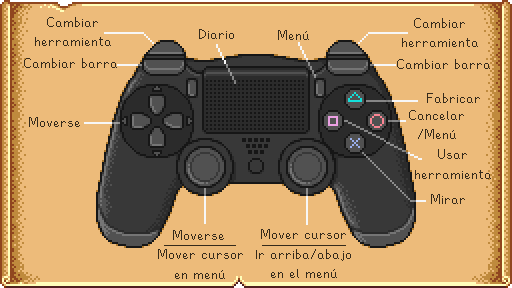 Cambiar
herramienta
Cambiar barra
Diario
Menú
Cambiar
herramienta
Cambiar barra
Moverse
Fabricar
Cancelar
/Menú
Usar
herramienta
Mirar
Moverse
Mover cursor
en menú
Mover cursor
Ir arriba/abajo
en el menú